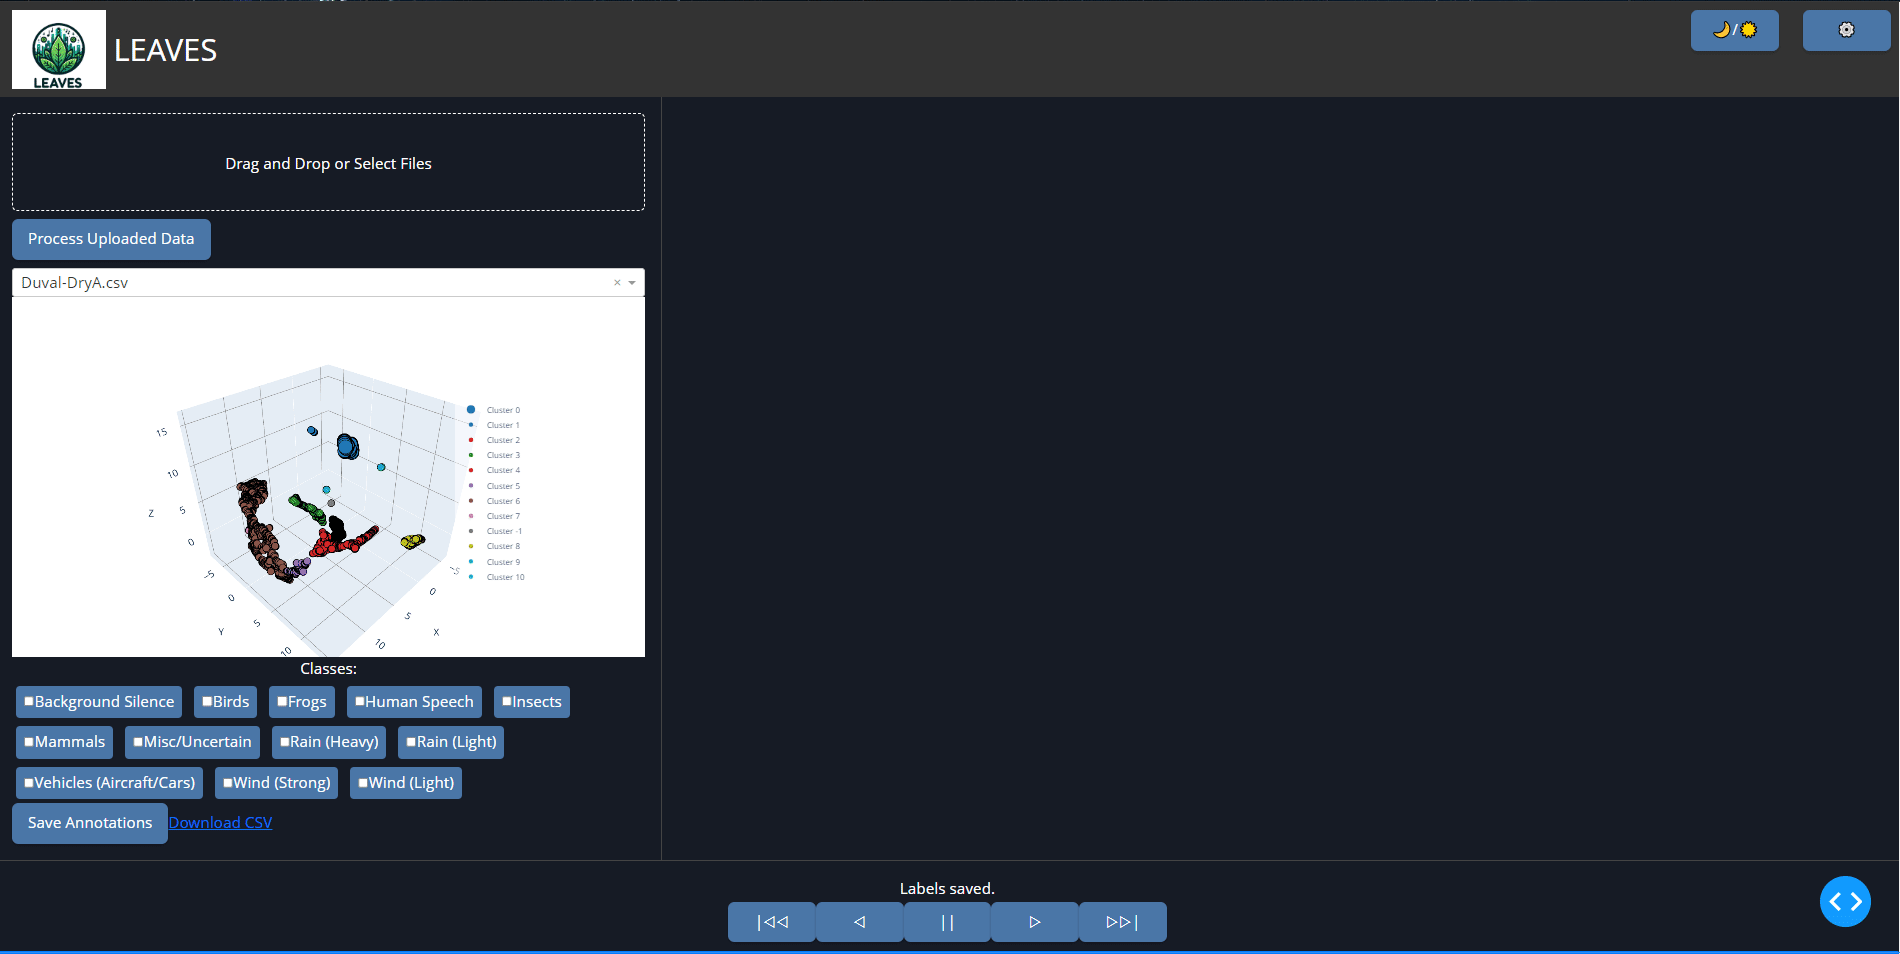 LEAVES
LEAVES
Drag and Drop or Select Files
Process Uploaded Data
Duval-DryA.csv
Cluster 0
Cluster 1
Cluster 2
Cluster 3
Cluster 4
Cluster 5
Cluster 6
Cluster 7
Cluster -1
Cluster 8
Cluster 9
Cluster 10
15
10
5
0
Z
−5
0
5
10
Y
−5
0
5
10
X
Classes:
Background Silence Birds Frogs Human Speech Insects
Mammals Misc/Uncertain Rain (Heavy) Rain (Light)
Vehicles (Aircraft/Cars) Wind (Strong) Wind (Light)
Save Annotations Download CSV
Labels saved.